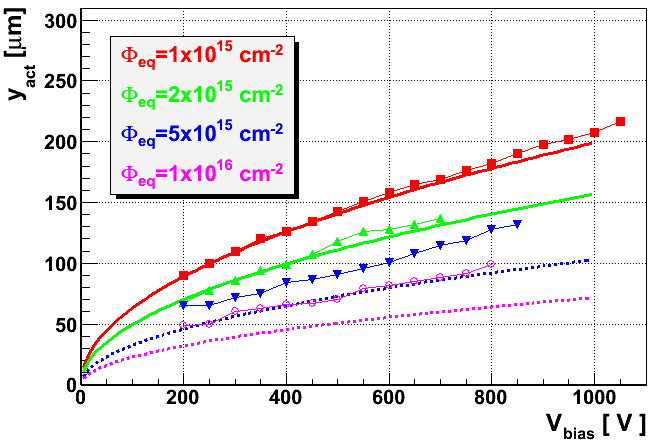 y_act [μm]
300
250
200
150
100
50
0
Φ_eq=1x10^15 cm^-2
Φ_eq=2x10^15 cm^-2
Φ_eq=5x10^15 cm^-2
Φ_eq=1x10^16 cm^-2
0 200 400 600 800 1000
V_bias [ V ]